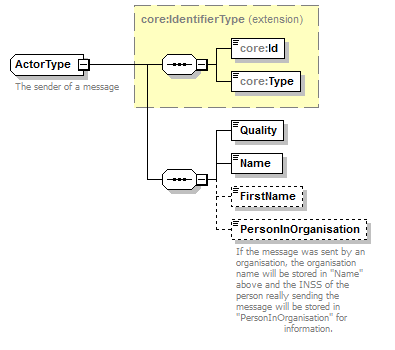 core:IdentifierType (extension)
core:Id
ActorType
core:Type
The sender of a message
Quality
Name
FirstName
PersonInOrganisation
If the message was sent by an
organisation, the organisation
name will be stored in "Name"
above and the INSS of the
person really sending the
message will be stored in
"PersonInOrganisation" for
information.